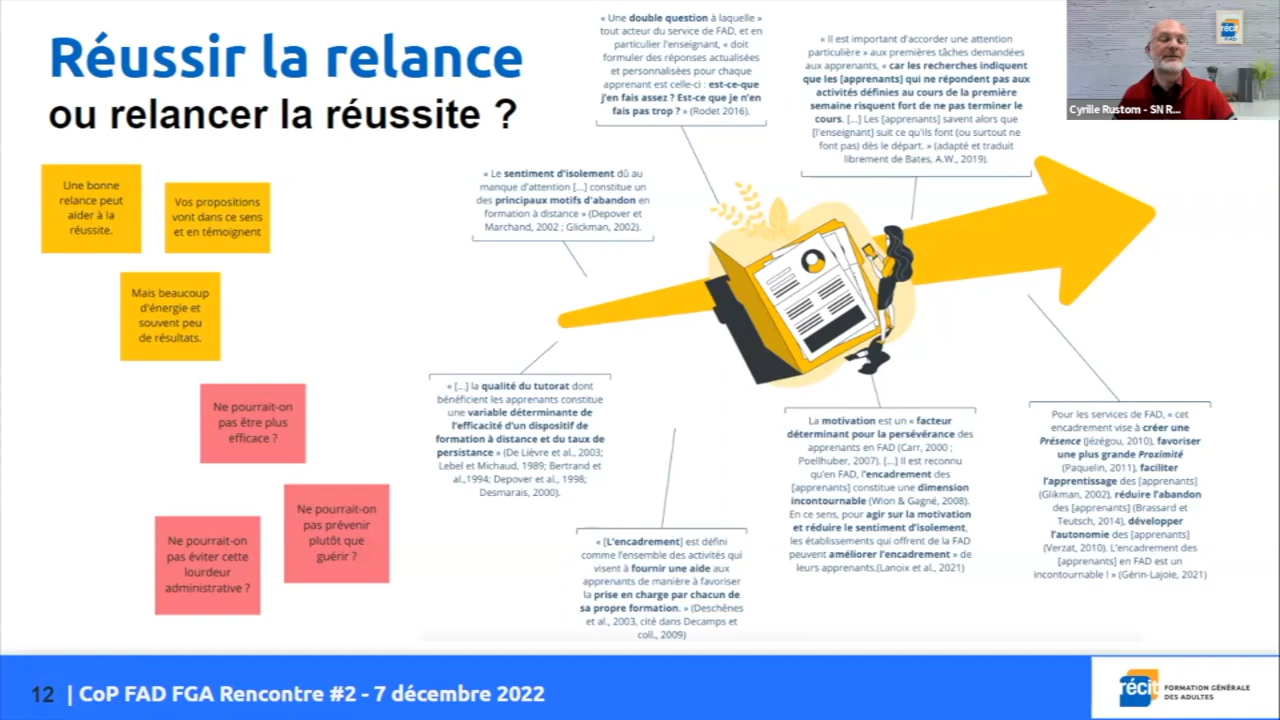 Réussir la relance
ou relancer la réussite ?
Une bonne
relance peut
aider à la
réussite.
Vos propositions
vont dans ce sens
et en témoignent
Mais beaucoup
d'énergie et
souvent peu
de résultats.
Ne pourrait-on
pas être plus
efficace ?
Ne pourrait-on
pas prévenir
plutôt que
guérir ?
Ne pourrait-on
pas éviter cette
lourdeur
administrative ?
« Une double question à laquelle »
tout acteur du service de FAD, et en
particulier l'enseignant, « doit
formuler des réponses actualisées
et personnalisées pour chaque
apprenant est celle-ci : est-ce-que
j'en fais assez ? Est-ce que je n'en
fais pas trop ? » (Rodet 2016).
« Il est important d'accorder une attention
particulière » aux premières tâches demandées
aux apprenants, « car les recherches indiquent
que les [apprenants] qui ne répondent pas aux
activités définies au cours de la première
semaine risquent fort de ne pas terminer le
cours. [...] Les [apprenants] savent alors que
[l'enseignant] suit ce qu'ils font (ou surtout ne
font pas) dès le départ. » (adapté et traduit
librement de Bates, A.W., 2019).
« Le sentiment d'isolement dû au
manque d'attention [...] constitue un
des principaux motifs d'abandon en
formation à distance » (Depover et
Marchand, 2002 ; Glickman, 2002).
« [...] la qualité du tutorat dont
bénéficient les apprenants constitue
une variable déterminante de
l'efficacité d'un dispositif de
formation à distance et du taux de
persistance » (De Lièvre et al., 2003;
Lebel et Michaud, 1989; Bertrand et
al.,1994; Depover et al., 1998;
Desmarais, 2000).
« [L'encadrement] est défini
comme l'ensemble des activités qui
visent à fournir une aide aux
apprenants de manière à favoriser
la prise en charge par chacun de
sa propre formation. » (Deschênes
et al., 2003, cité dans Decamps et
coll., 2009)
La motivation est un « facteur
déterminant pour la persévérance des
apprenants en FAD (Carr, 2000 ;
Poellhuber, 2007). [...] Il est reconnu
qu'en FAD, l'encadrement des
[apprenants] constitue une dimension
incontournable (Wion & Gagné, 2008).
En ce sens, pour agir sur la motivation
et réduire le sentiment d'isolement,
les établissements qui offrent de la FAD
peuvent améliorer l'encadrement » de
leurs apprenants.(Lanoix et al., 2021)
Pour les services de FAD, « cet
encadrement vise à créer une
Présence (Jézégou, 2010), favoriser
une plus grande Proximité
(Paquelin, 2011), faciliter
l'apprentissage des [apprenants]
(Glikman, 2002), réduire l'abandon
des [apprenants] (Brassard et
Teutsch, 2014), développer
l'autonomie des [apprenants]
(Verzat, 2010). L'encadrement des
[apprenants] en FAD est un
incontournable ! » (Gérin-Lajoie, 2021)
Cyrille Rustom - SN R...
12 | CoP FAD FGA Rencontre #2 - 7 décembre 2022
récit
FORMATION GÉNÉRALE
DES ADULTES